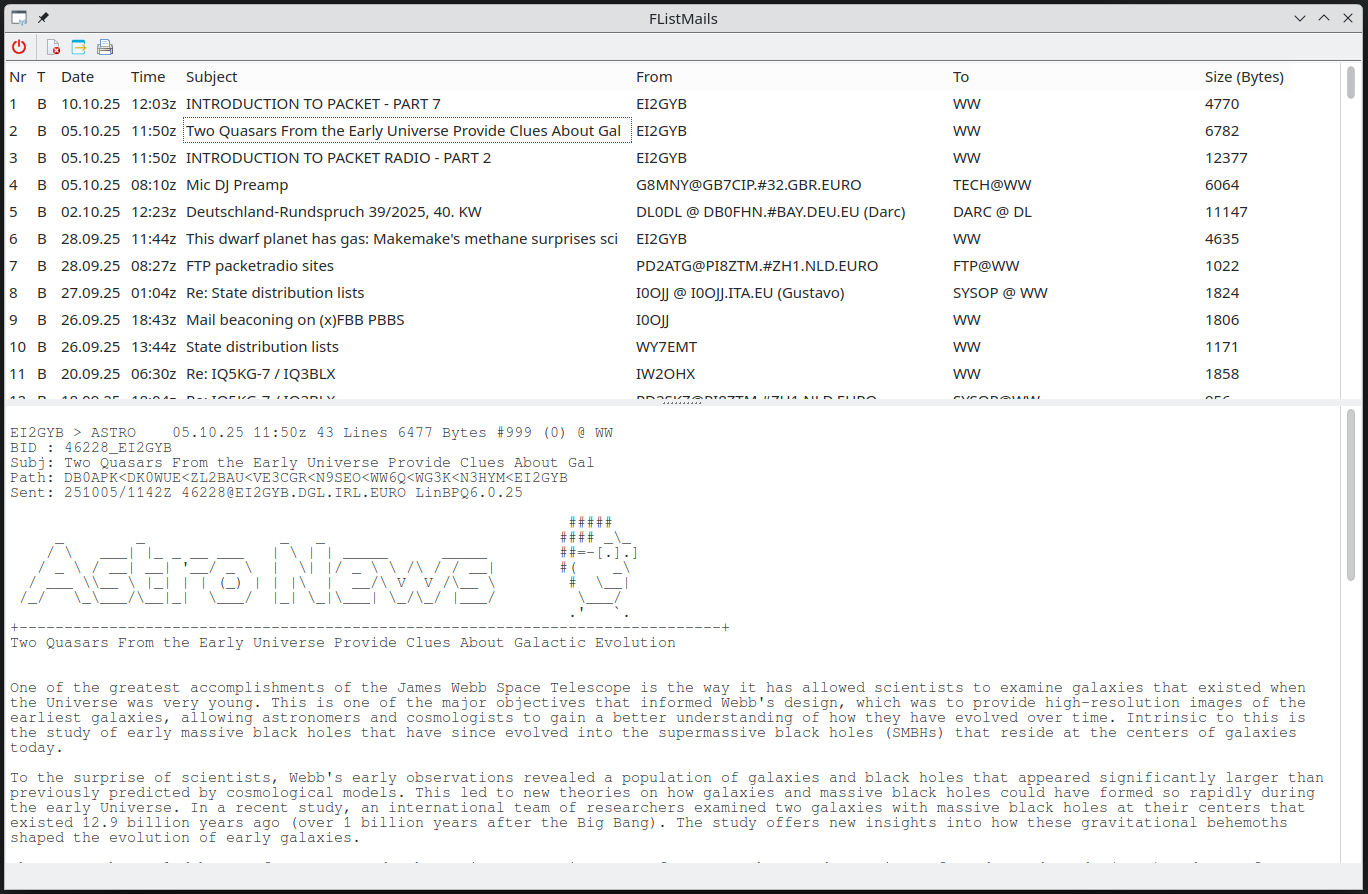 FListMails
Nr T Date Time Subject From To Size (Bytes)
1 B 10.10.25 12:03z INTRODUCTION TO PACKET - PART 7 EI2GYB WW 4770
2 B 05.10.25 11:50z Two Quasars From the Early Universe Provide Clues About Gal EI2GYB WW 6782
3 B 05.10.25 11:50z INTRODUCTION TO PACKET RADIO - PART 2 EI2GYB WW 12377
4 B 05.10.25 08:10z Mic DJ Preamp G8MNY@GB7CIP.#32.GBR.EURO TECH@WW 6064
5 B 02.10.25 12:23z Deutschland-Rundspruch 39/2025, 40. KW DL0DL @ DB0FHN.#BAY.DEU.EU (Darc) DARC @ DL 11147
6 B 28.09.25 11:44z This dwarf planet has gas: Makemake's methane surprises sci EI2GYB WW 4635
7 B 28.09.25 08:27z FTP packetradio sites PD2ATG@PI8ZTM.#ZH1.NLD.EURO FTP@WW 1022
8 B 27.09.25 01:04z Re: State distribution lists I0OJJ @ I0OJJ.ITA.EU (Gustavo) SYSOP @ WW 1824
9 B 26.09.25 18:43z Mail beaconing on (x)FBB PBBS I0OJJ WW 1806
10 B 26.09.25 13:44z State distribution lists WY7EMT WW 1171
11 B 20.09.25 06:30z Re: IQ5KG-7 / IQ3BLX IW2OHX WW 1858
EI2GYB > ASTRO    05.10.25 11:50z 43 Lines 6477 Bytes #999 (0) @ WW
BID : 46228_EI2GYB
Subj: Two Quasars From the Early Universe Provide Clues About Gal
Path: DB0APK<DK0WUE<ZL2BAU<VE3CGR<N9SEO<WW6Q<WG3K<N3HYM<EI2GYB
Sent: 251005/1142Z 46228@EI2GYB.DGL.IRL.EURO LinBPQ6.0.25
Astro News
Two Quasars From the Early Universe Provide Clues About Galactic Evolution
One of the greatest accomplishments of the James Webb Space Telescope is the way it has allowed scientists to examine galaxies that existed when
the Universe was very young. This is one of the major objectives that informed Webb's design, which was to provide high-resolution images of the
earliest galaxies, allowing astronomers and cosmologists to gain a better understanding of how they have evolved over time. Intrinsic to this is
the study of early massive black holes that have since evolved into the supermassive black holes (SMBHs) that reside at the centers of galaxies
today.
To the surprise of scientists, Webb's early observations revealed a population of galaxies and black holes that appeared significantly larger than
previously predicted by cosmological models. This led to new theories on how galaxies and massive black holes could have formed so rapidly during
the early Universe. In a recent study, an international team of researchers examined two galaxies with massive black holes at their centers that
existed 12.9 billion years ago (over 1 billion years after the Big Bang). The study offers new insights into how these gravitational behemoths
shaped the evolution of early galaxies.